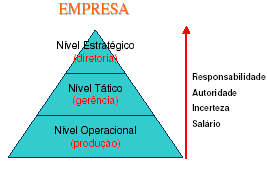 EMPRESA
Nível Estratégico
(diretoria)
Nível Tático
(gerência)
Nível Operacional
(produção)
Responsabilidade
Autoridade
Incerteza
Salário